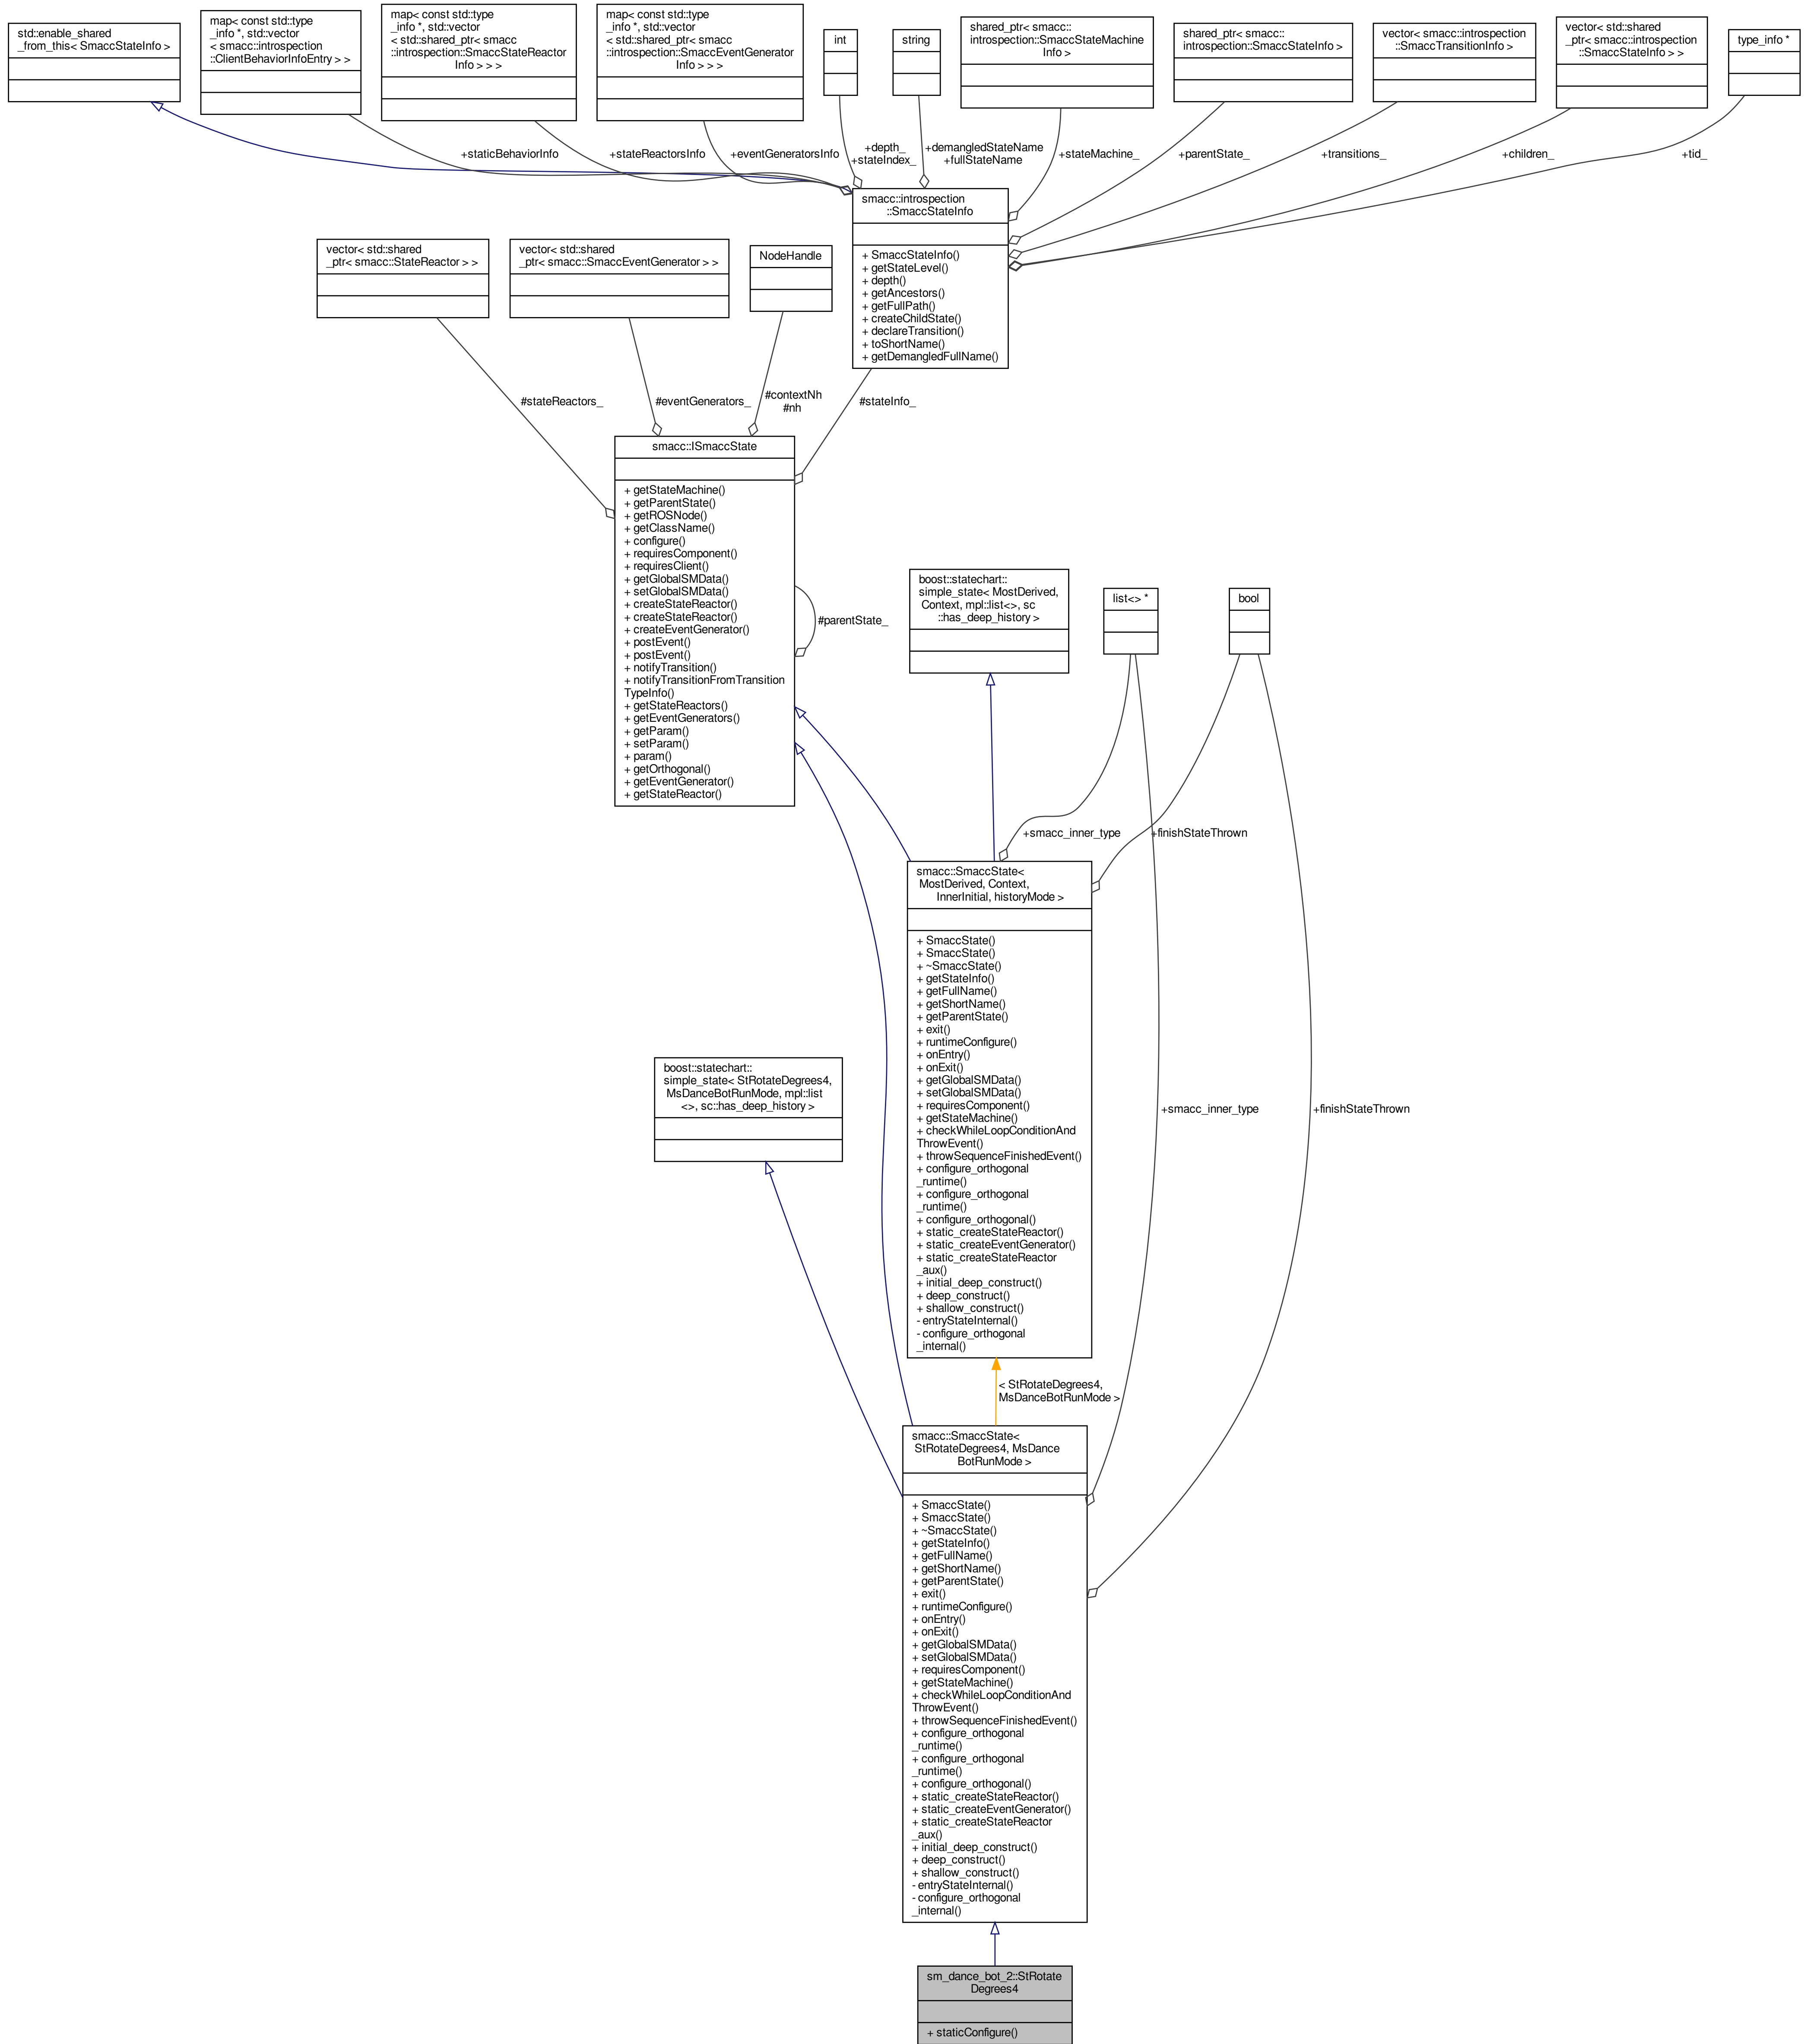 std::enable_shared
_from_this< SmaccStateInfo >
map< const std::type
_info *, std::vector
< smacc::introspection
::ClientBehaviorInfoEntry > >
map< const std::type
_info *, std::vector
< std::shared_ptr< smacc
::introspection::SmaccStateReactor
Info > > >
map< const std::type
_info *, std::vector
< std::shared_ptr< smacc
::introspection::SmaccEventGenerator
Info > > >
int
string
shared_ptr< smacc::
introspection::SmaccStateMachine
Info >
shared_ptr< smacc::
introspection::SmaccStateInfo >
vector< smacc::introspection
::SmaccTransitionInfo >
vector< std::shared
_ptr< smacc::introspection
::SmaccStateInfo > >
type_info *
+staticBehaviorInfo
+stateReactorsInfo
+eventGeneratorsInfo
+depth_
+stateIndex_
+demangledStateName
+fullStateName
+stateMachine_
+parentState_
+transitions_
+children_
+tid_
smacc::introspection
::SmaccStateInfo
+ SmaccStateInfo()
+ getStateLevel()
+ depth()
+ getAncestors()
+ getFullPath()
+ createChildState()
+ declareTransition()
+ toShortName()
+ getDemangledFullName()
vector< std::shared
_ptr< smacc::StateReactor > >
vector< std::shared
_ptr< smacc::SmaccEventGenerator > >
NodeHandle
#stateReactors_
#eventGenerators_
#contextNh
#nh
#stateInfo_
smacc::ISmaccState
+ getStateMachine()
+ getParentState()
+ getROSNode()
+ getClassName()
+ configure()
+ requiresComponent()
+ requiresClient()
+ getGlobalSMData()
+ setGlobalSMData()
+ createStateReactor()
+ createStateReactor()
+ createEventGenerator()
+ postEvent()
+ postEvent()
+ notifyTransition()
+ notifyTransitionFromTransition
TypeInfo()
+ getStateReactors()
+ getEventGenerators()
+ getParam()
+ setParam()
+ param()
+ getOrthogonal()
+ getEventGenerator()
+ getStateReactor()
#parentState_
boost::statechart::
simple_state< MostDerived,
Context, mpl::list<>, sc
::has_deep_history >
list<> *
bool
+smacc_inner_type
+finishStateThrown
smacc::SmaccState<
MostDerived, Context,
InnerInitial, historyMode >
+ SmaccState()
+ SmaccState()
+ ~SmaccState()
+ getStateInfo()
+ getFullName()
+ getShortName()
+ getParentState()
+ exit()
+ runtimeConfigure()
+ onEntry()
+ onExit()
+ getGlobalSMData()
+ setGlobalSMData()
+ requiresComponent()
+ getStateMachine()
+ checkWhileLoopConditionAnd
ThrowEvent()
+ throwSequenceFinishedEvent()
+ configure_orthogonal
_runtime()
+ configure_orthogonal
_runtime()
+ configure_orthogonal()
+ static_createStateReactor()
+ static_createEventGenerator()
+ static_createStateReactor
_aux()
+ initial_deep_construct()
+ deep_construct()
+ shallow_construct()
- entryStateInternal()
- configure_orthogonal
_internal()
boost::statechart::
simple_state< StRotateDegrees4,
MsDanceBotRunMode, mpl::list
<>, sc::has_deep_history >
+smacc_inner_type
+finishStateThrown
< StRotateDegrees4,
MsDanceBotRunMode >
smacc::SmaccState<
StRotateDegrees4, MsDance
BotRunMode >
+ SmaccState()
+ SmaccState()
+ ~SmaccState()
+ getStateInfo()
+ getFullName()
+ getShortName()
+ getParentState()
+ exit()
+ runtimeConfigure()
+ onEntry()
+ onExit()
+ getGlobalSMData()
+ setGlobalSMData()
+ requiresComponent()
+ getStateMachine()
+ checkWhileLoopConditionAnd
ThrowEvent()
+ throwSequenceFinishedEvent()
+ configure_orthogonal
_runtime()
+ configure_orthogonal
_runtime()
+ configure_orthogonal()
+ static_createStateReactor()
+ static_createEventGenerator()
+ static_createStateReactor
_aux()
+ initial_deep_construct()
+ deep_construct()
+ shallow_construct()
- entryStateInternal()
- configure_orthogonal
_internal()
sm_dance_bot_2::StRotate
Degrees4
+ staticConfigure()